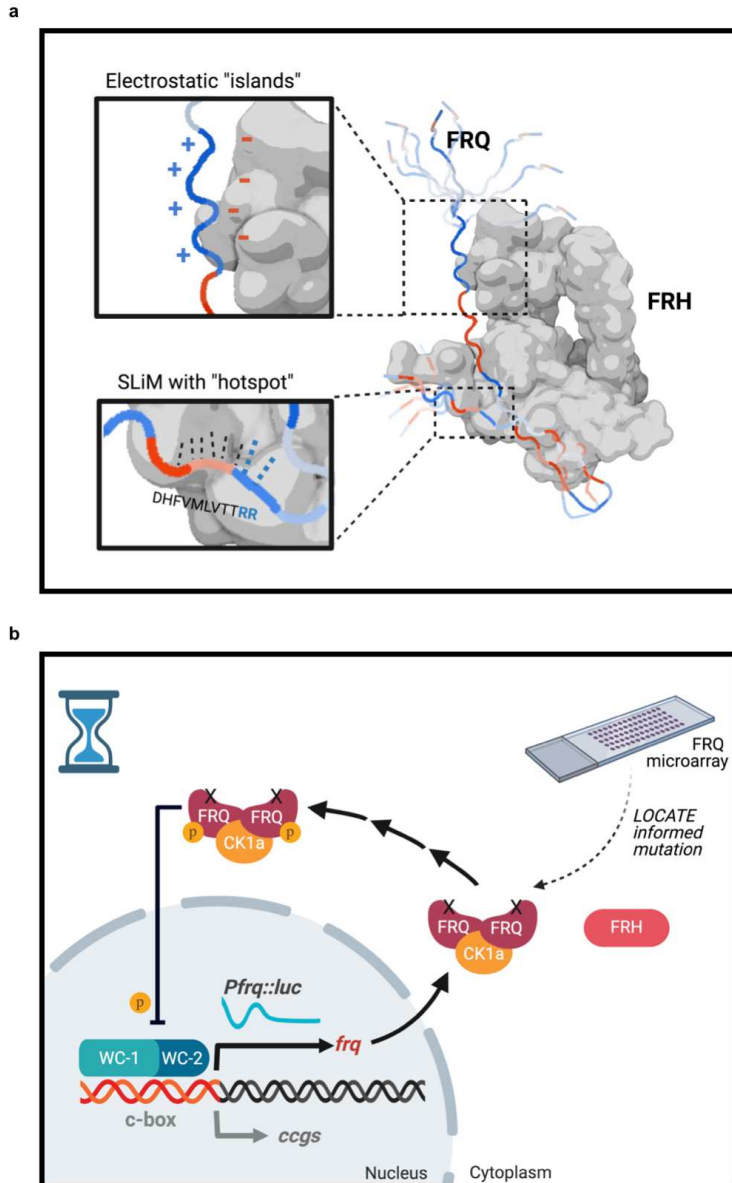 a
Electrostatic "islands"
+
+
+
+
-
-
-
-
FRQ
FRH
SLiM with "hotspot"
DHFVMLVTTRR
b
FRQ
microarray
LOCATE
informed
mutation
X X
FRQ FRQ
p p
CK1a
X X
FRQ FRQ
CK1a
FRH
p
Pfrq::luc
WC-1 WC-2
frq
c-box
ccgs
Nucleus Cytoplasm